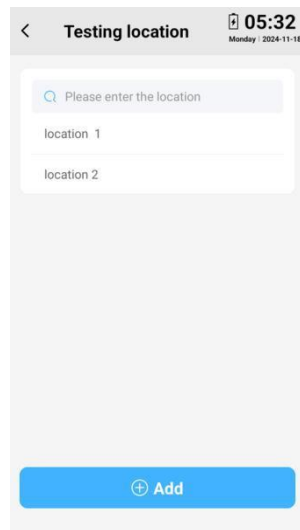 Testing location
05:32
Monday 2024-11-18
Please enter the location
location 1
location 2
Add